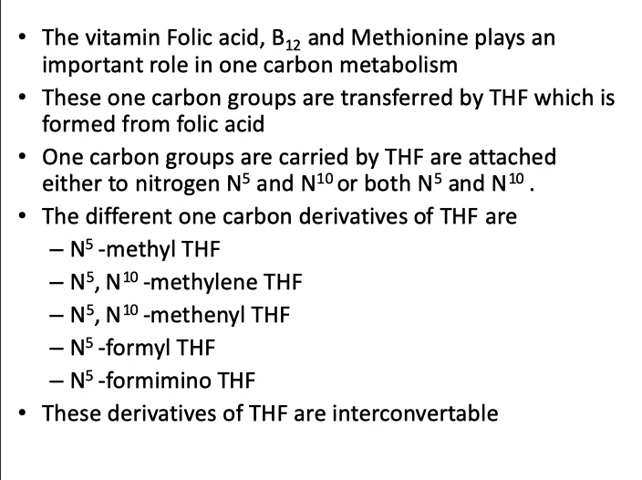 • The vitamin Folic acid, B₁₂ and Methionine plays an
important role in one carbon metabolism
• These one carbon groups are transferred by THF which is
formed from folic acid
• One carbon groups are carried by THF are attached
either to nitrogen N⁵ and N¹⁰ or both N⁵ and N¹⁰ .
• The different one carbon derivatives of THF are
– N⁵ -methyl THF
– N⁵, N¹⁰ -methylene THF
– N⁵, N¹⁰ -methenyl THF
– N⁵ -formyl THF
– N⁵ -formimino THF
• These derivatives of THF are interconvertable